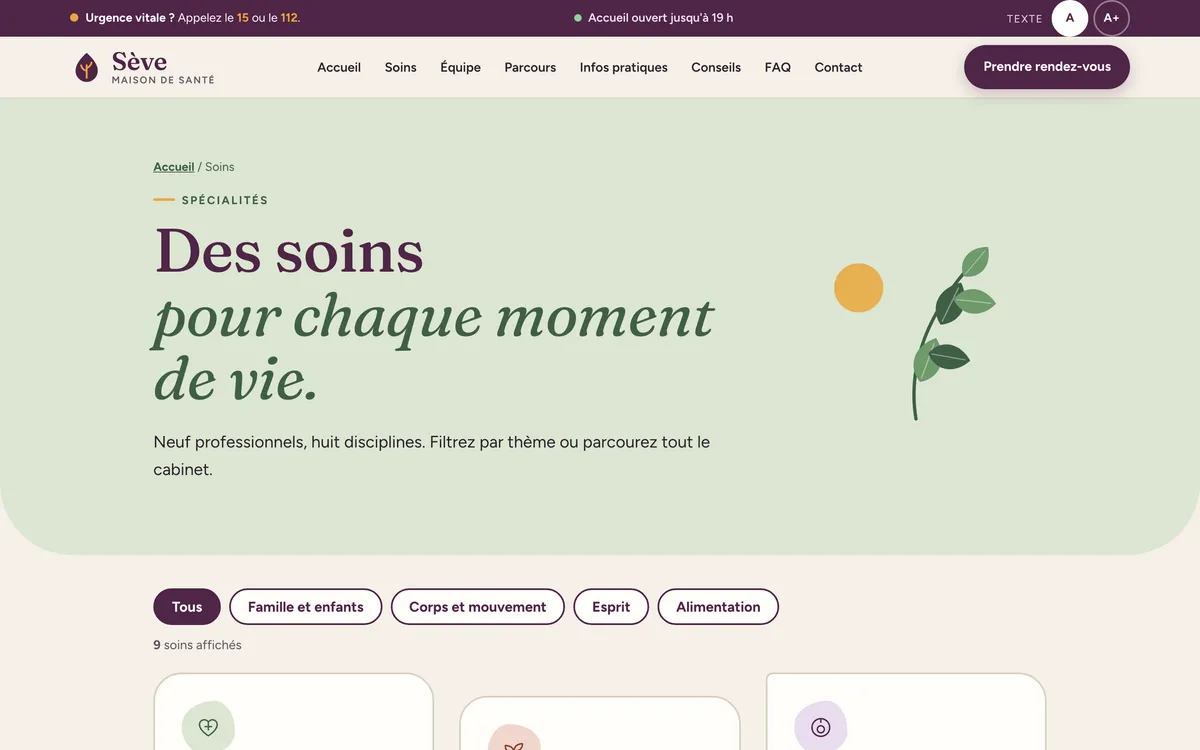 Urgence vitale ? Appelez le 15 ou le 112.
Accueil ouvert jusqu'à 19 h
TEXTE A A+
Sève
MAISON DE SANTÉ
Accueil Soins Équipe Parcours Infos pratiques Conseils FAQ Contact
Prendre rendez-vous
Accueil / Soins
SPÉCIALITÉS
Des soins
pour chaque moment
de vie.
Neuf professionnels, huit disciplines. Filtrez par thème ou parcourez tout le
cabinet.
Tous Famille et enfants Corps et mouvement Esprit Alimentation
9 soins affichés